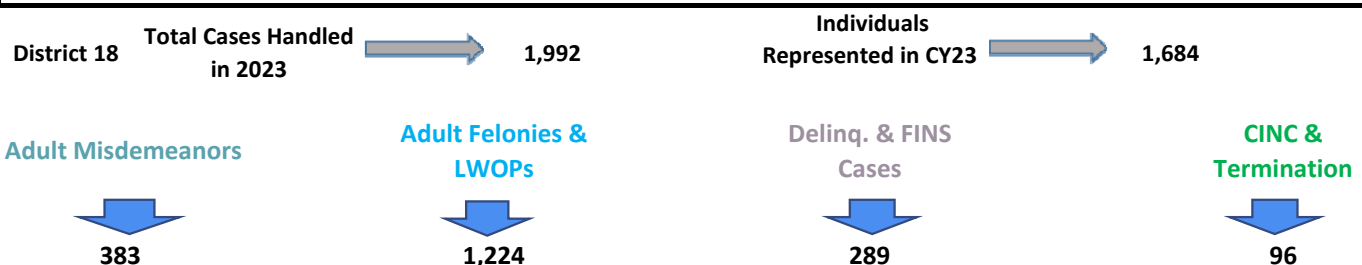 District 18
Total Cases Handled
in 2023
1,992
Individuals
Represented in CY23
1,684
Adult Misdemeanors
Adult Felonies &
LWOPs
Delinq. & FINS
Cases
CINC &
Termination
383
1,224
289
96